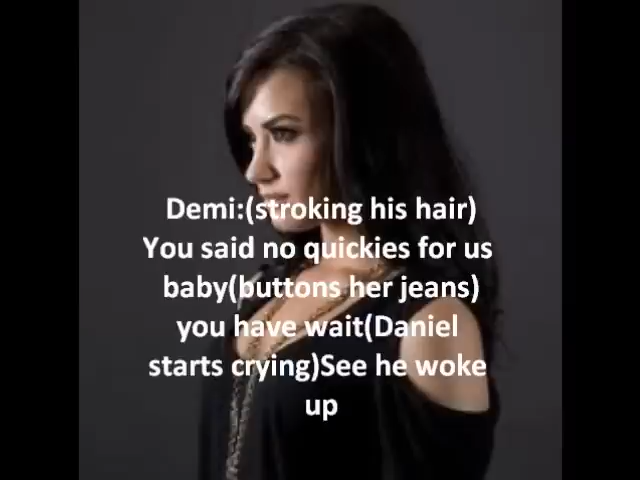 Demi:(stroking his hair)
You said no quickies for us
baby(buttons her jeans)
you have wait(Daniel
starts crying)See he woke
up